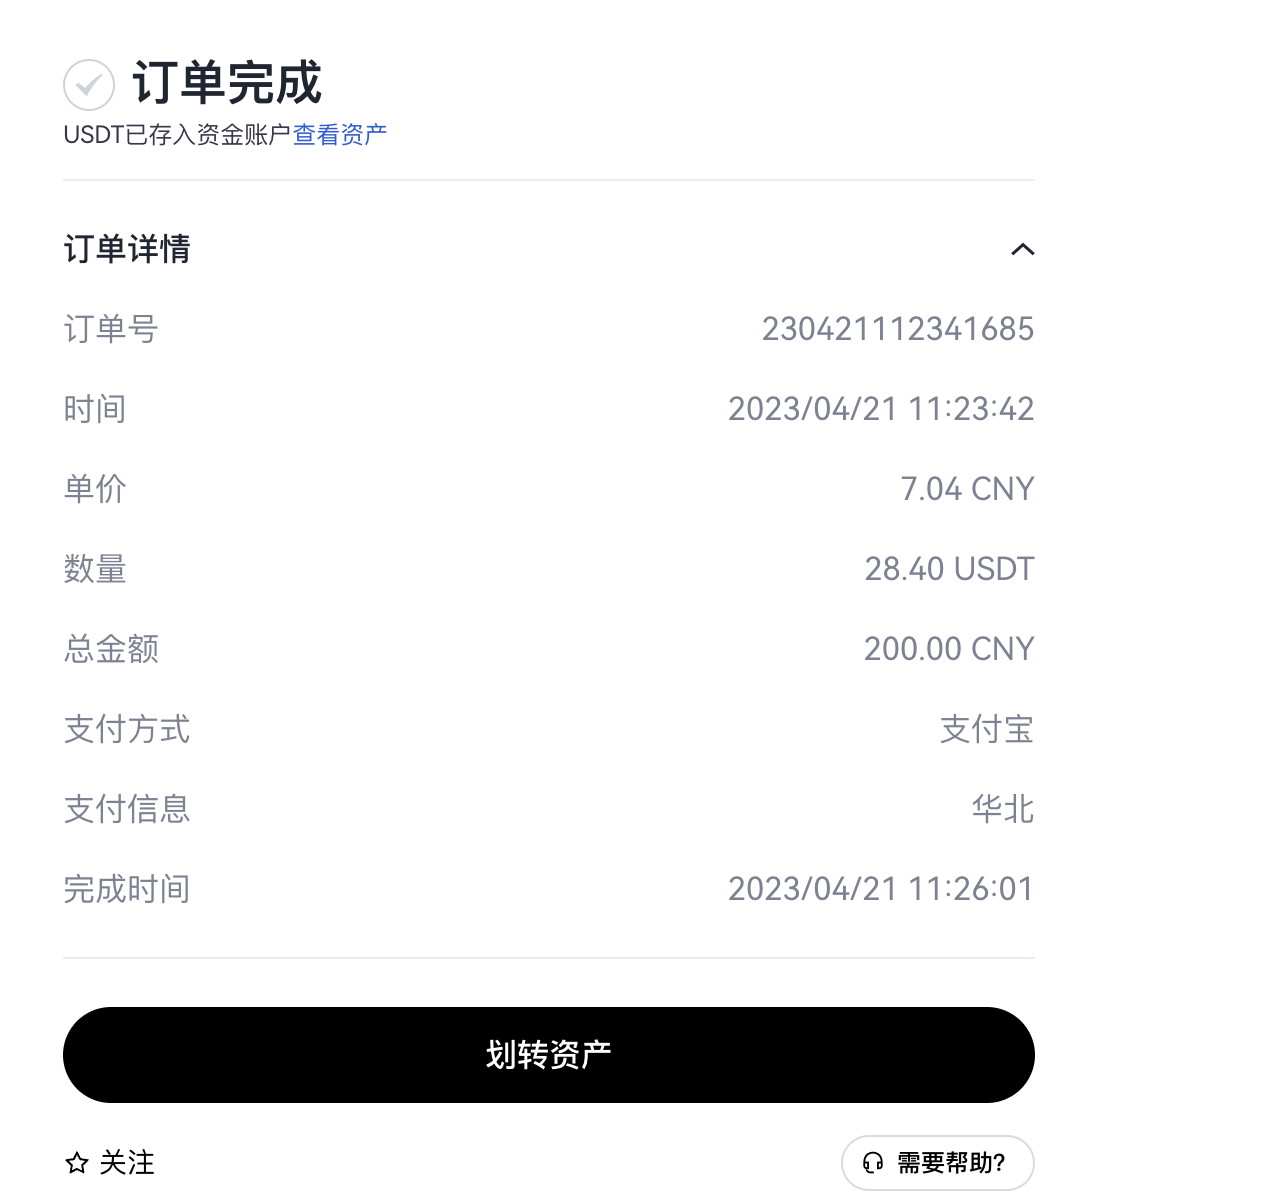 订单完成
USDT已存入资金账户查看资产
订单详情
订单号 230421112341685
时间 2023/04/21 11:23:42
单价 7.04 CNY
数量 28.40 USDT
总金额 200.00 CNY
支付方式 支付宝
支付信息 华北
完成时间 2023/04/21 11:26:01
划转资产
关注 需要帮助?